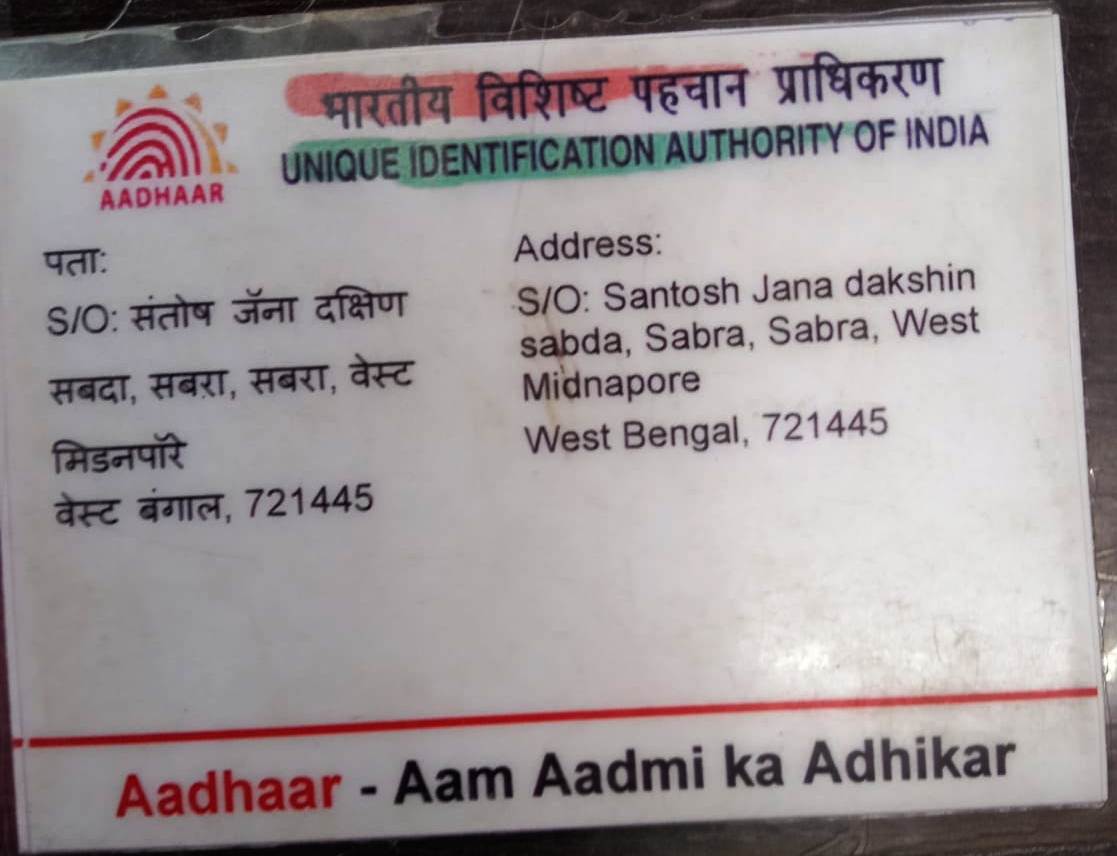 भारतीय विशिष्ट पहचान प्राधिकरण
UNIQUE IDENTIFICATION AUTHORITY OF INDIA
AADHAAR
पता:
S/O: संतोष जॅना दक्षिण
सबदा, सबरा, सबरा, वेस्ट
मिडनपॉरे
वेस्ट बंगाल, 721445
Address:
S/O: Santosh Jana dakshin
sabda, Sabra, Sabra, West
Midnapore
West Bengal, 721445
Aadhaar - Aam Aadmi ka Adhikar